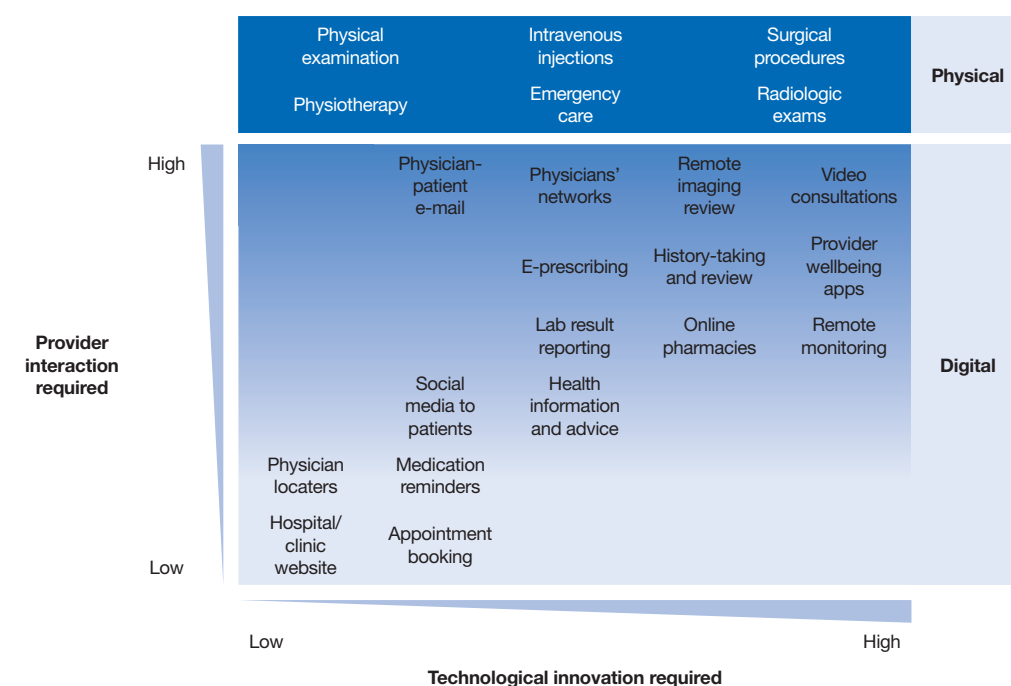 Physical
examination
Intravenous
injections
Surgical
procedures
Physical
Physiotherapy
Emergency
care
Radiologic
exams
High
Physician-
patient
e-mail
Physicians’
networks
Remote
imaging
review
Video
consultations
E-prescribing
History-taking
and review
Provider
wellbeing
apps
Provider
interaction
required
Lab result
reporting
Online
pharmacies
Remote
monitoring
Digital
Social
media to
patients
Health
information
and advice
Physician
locaters
Medication
reminders
Hospital/
clinic
website
Appointment
booking
Low
Low
High
Technological innovation required